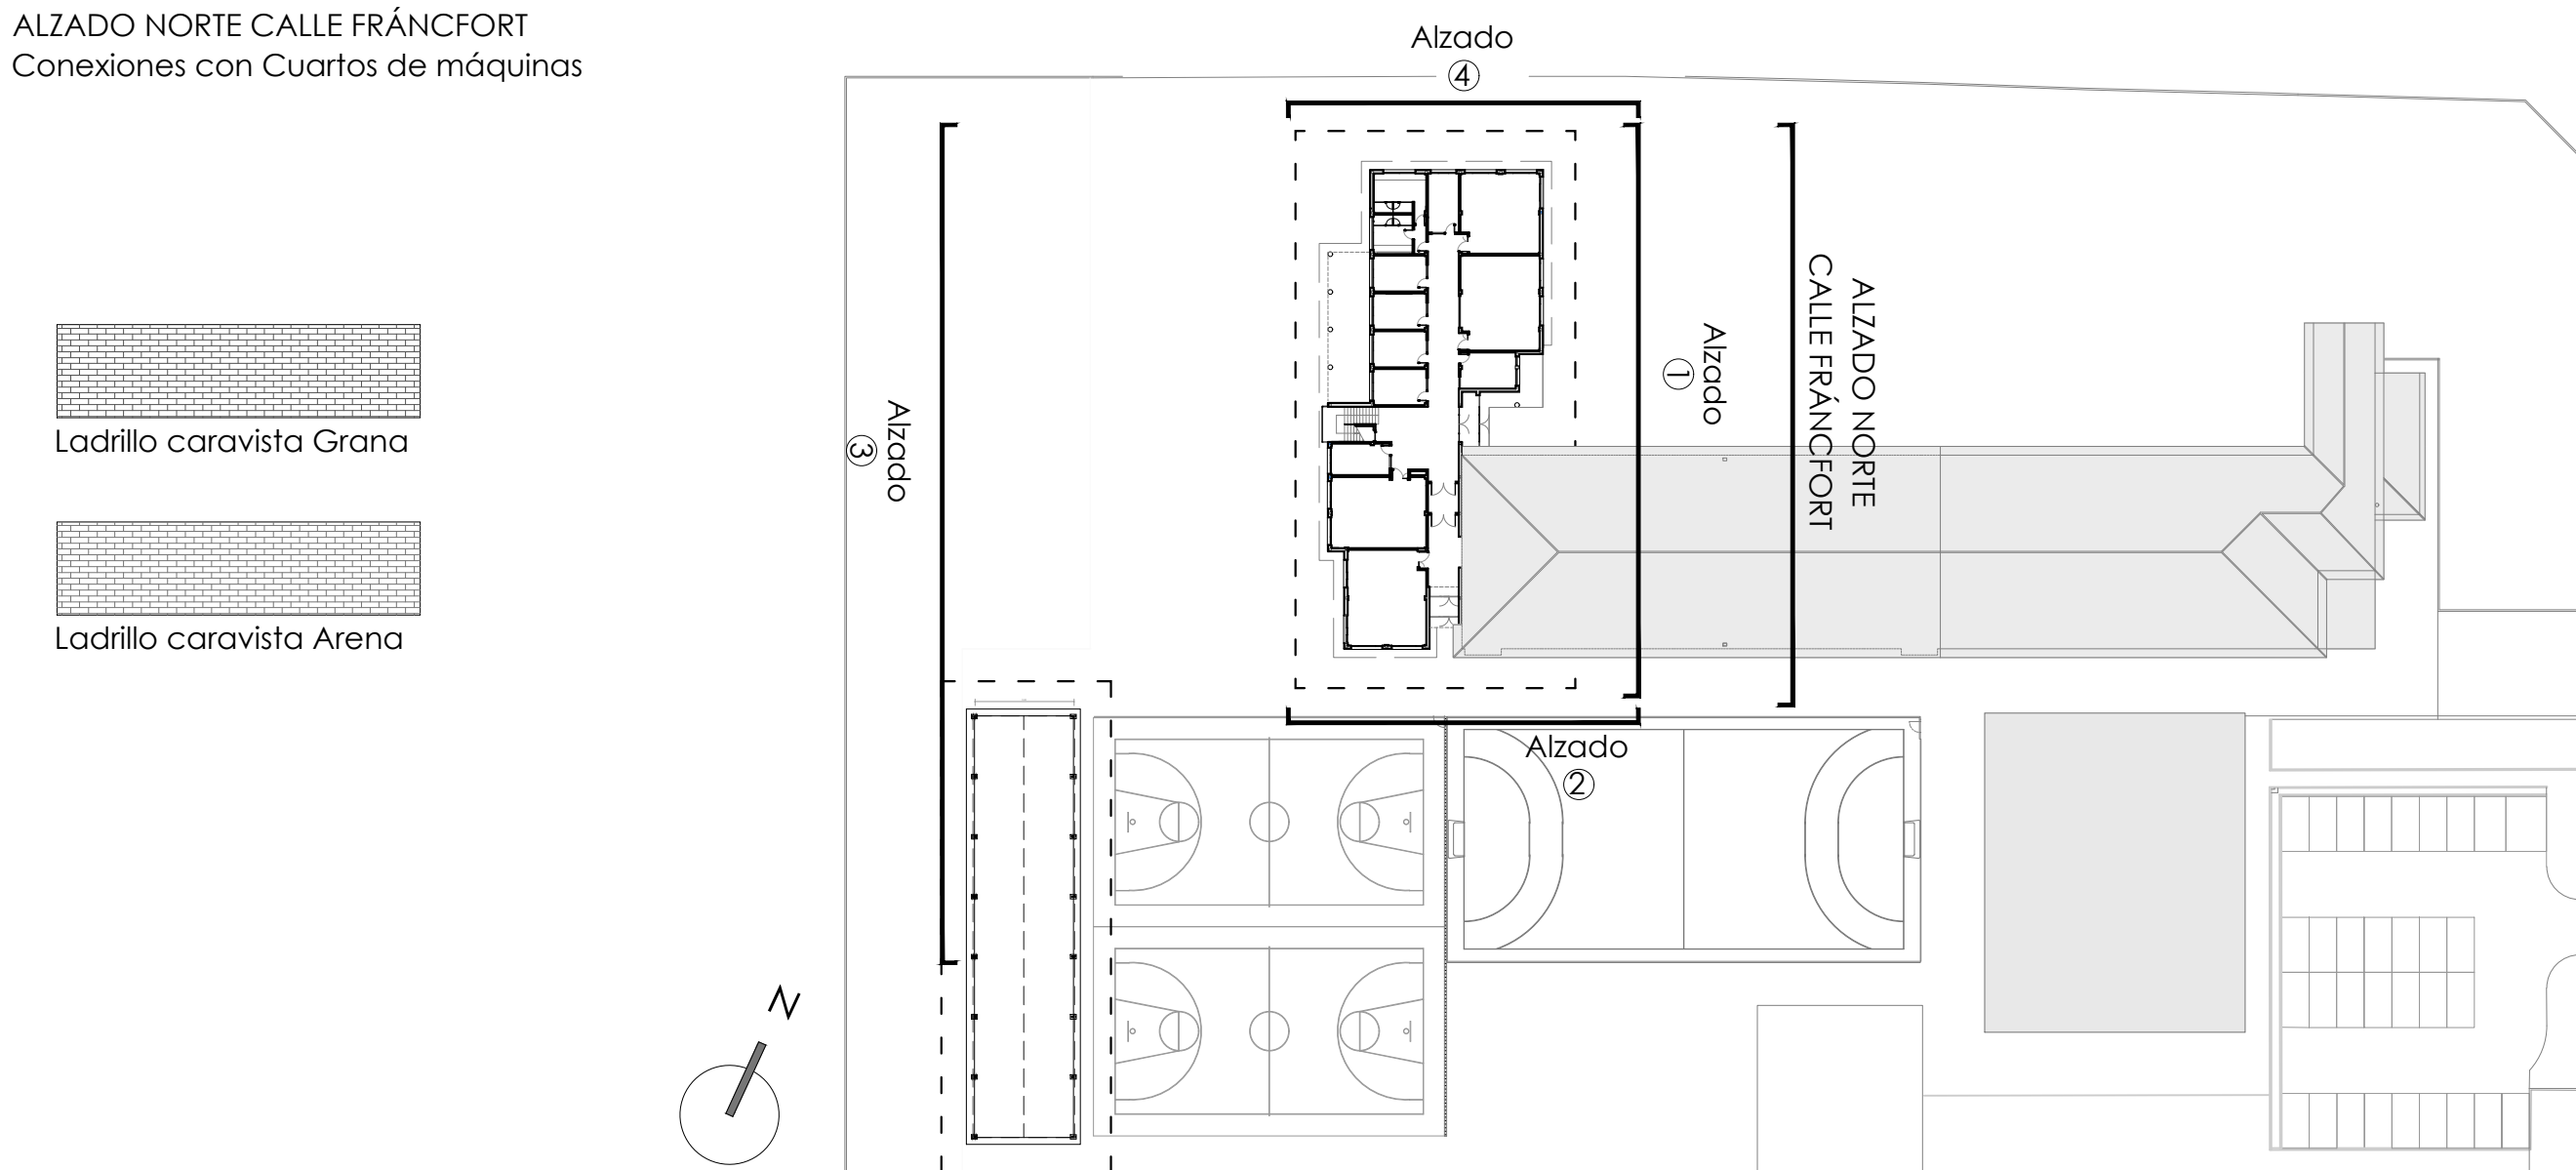 ALZADO NORTE CALLE FRÁNCFORT
Conexiones con Cuartos de máquinas
Alzado
4
ALZADO NORTE
CALLE FRÁNCFORT
Alzado
1
Alzado
3
Ladrillo caravista Grana
Ladrillo caravista Arena
Alzado
2
N